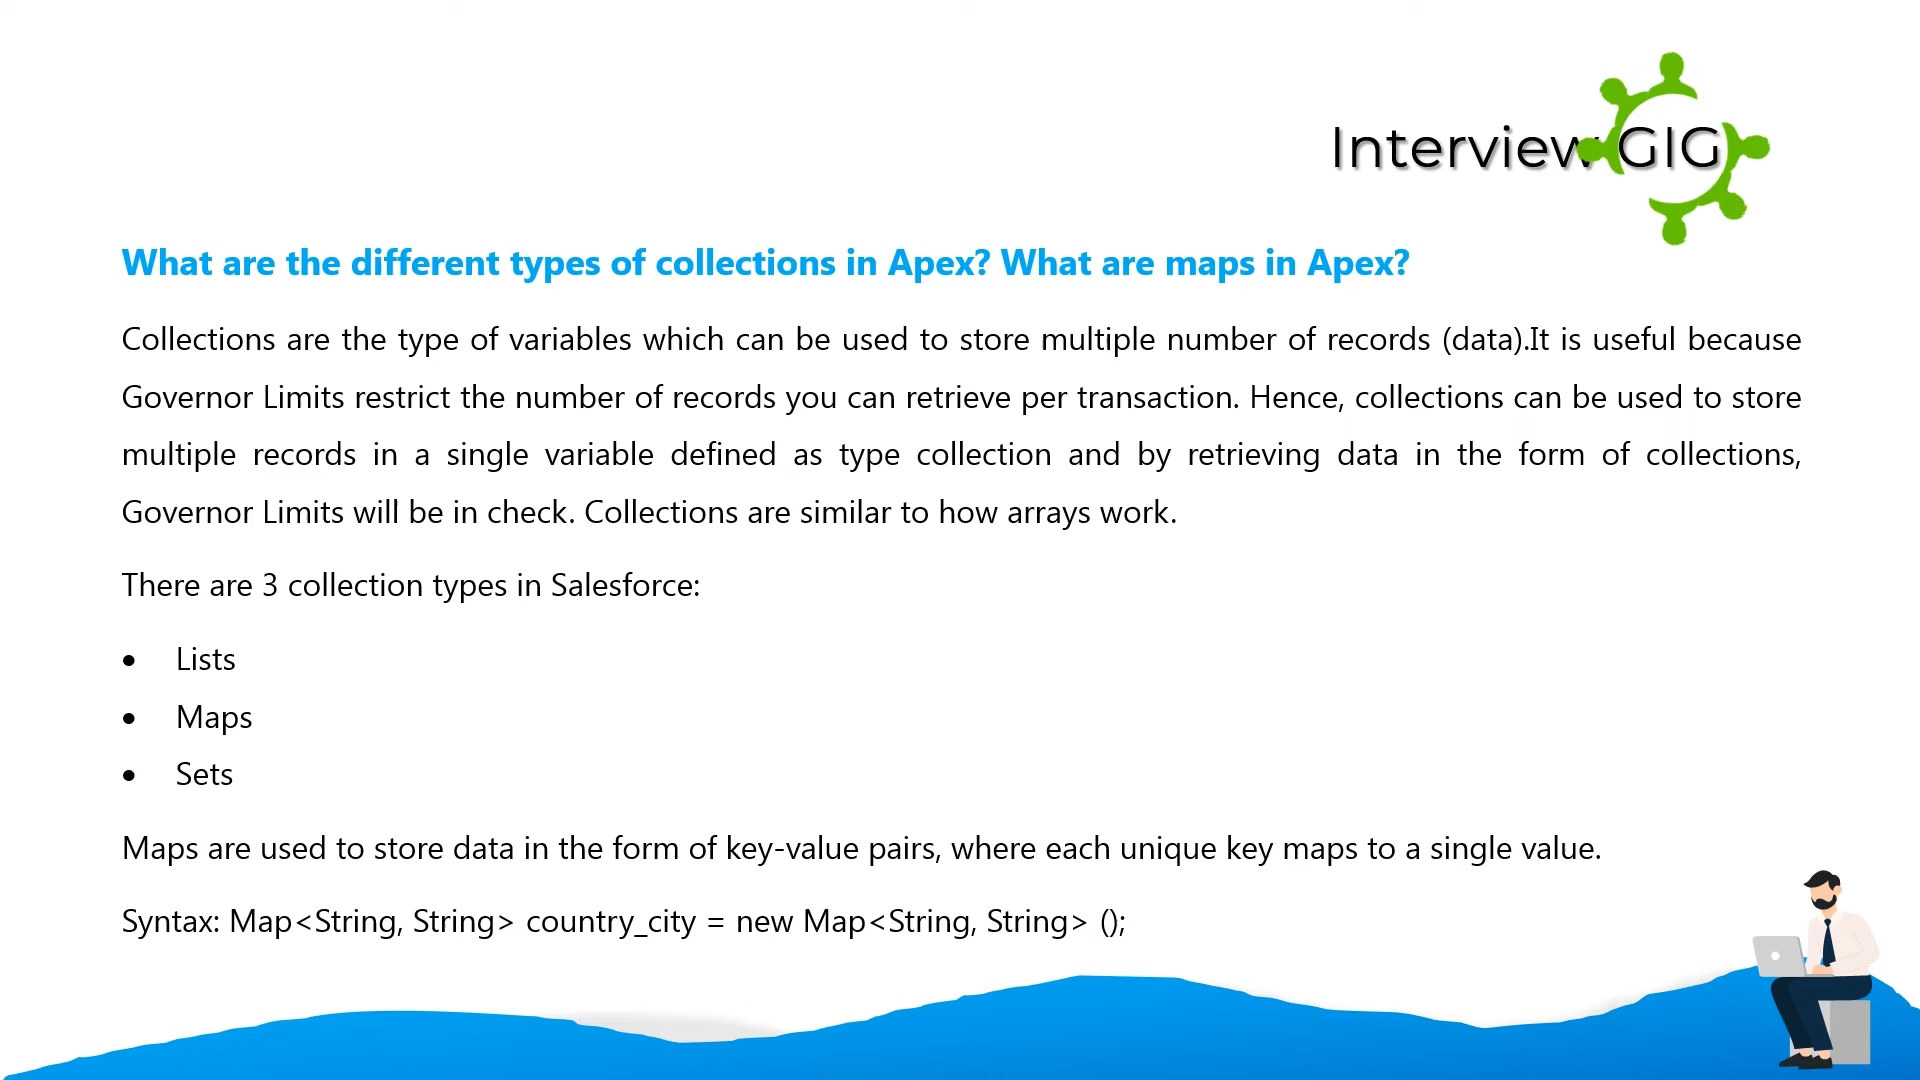 Interview GIG
What are the different types of collections in Apex? What are maps in Apex?
Collections are the type of variables which can be used to store multiple number of records (data).It is useful because
Governor Limits restrict the number of records you can retrieve per transaction. Hence, collections can be used to store
multiple records in a single variable defined as type collection and by retrieving data in the form of collections,
Governor Limits will be in check. Collections are similar to how arrays work.
There are 3 collection types in Salesforce:
• Lists
• Maps
• Sets
Maps are used to store data in the form of key-value pairs, where each unique key maps to a single value.
Syntax: Map<String, String> country_city = new Map<String, String> ();